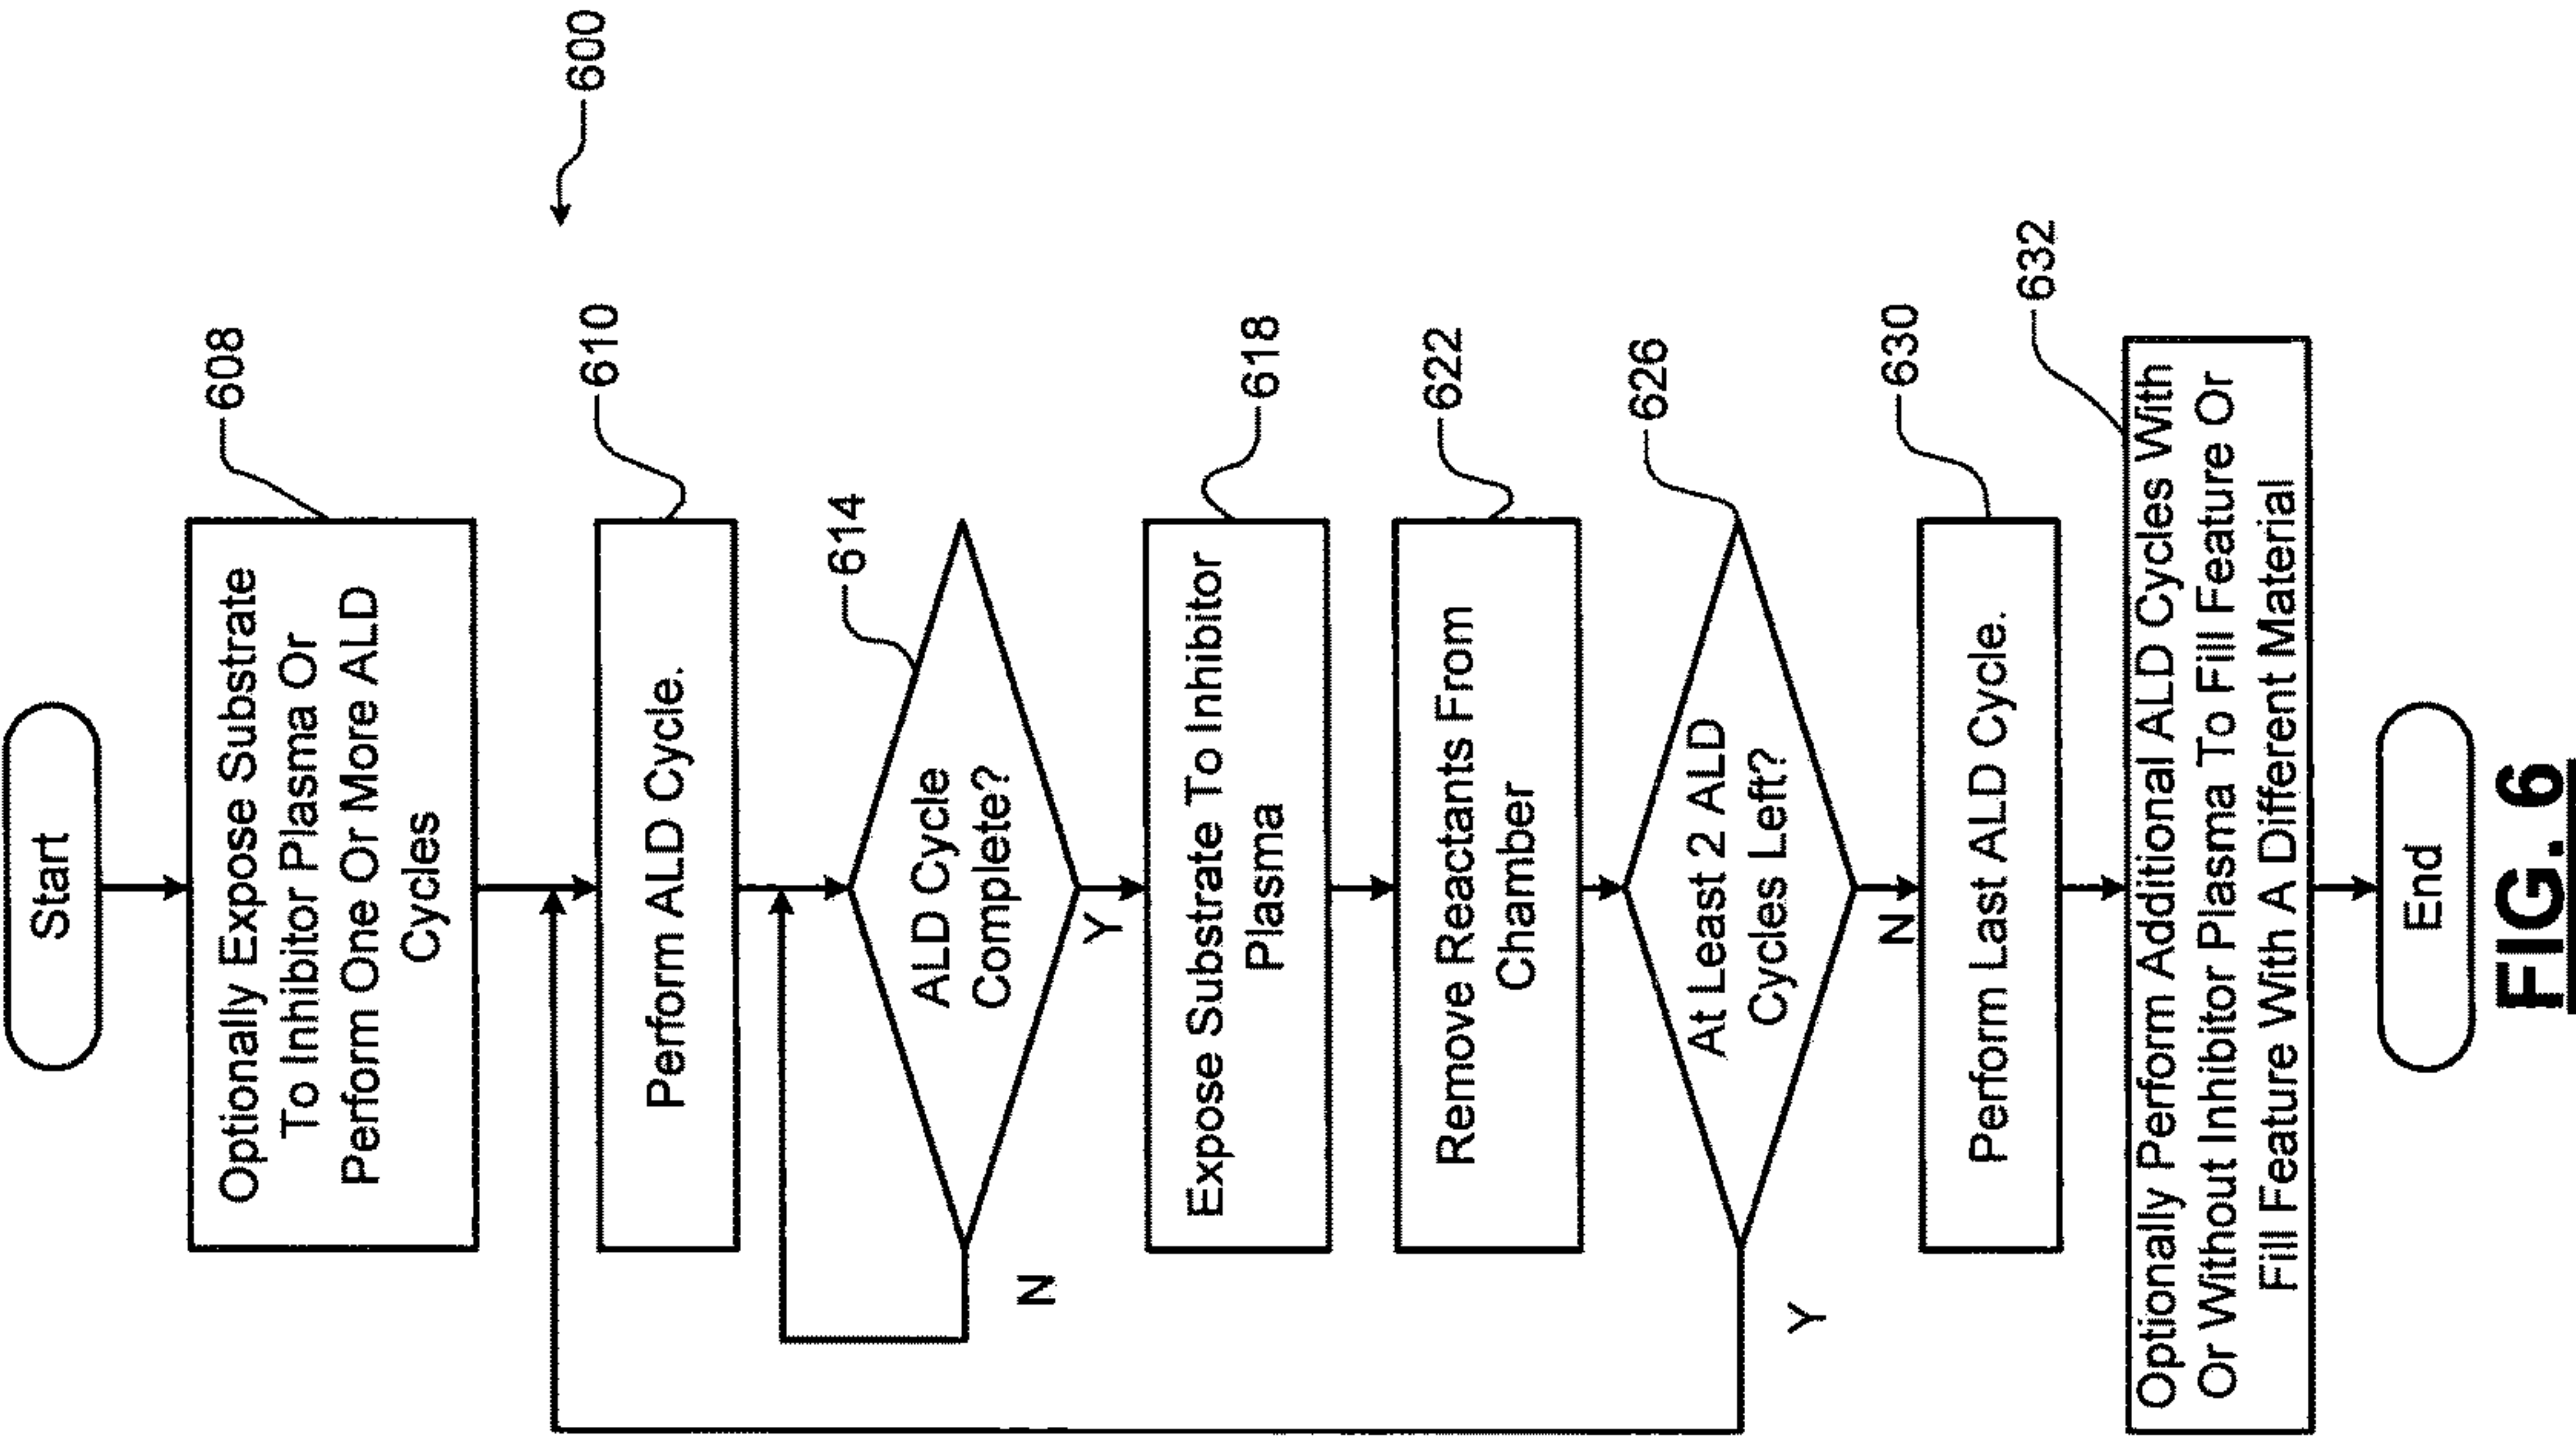 Start
600
608
Optionally Expose Substrate
To Inhibitor Plasma Or
Perform One Or More ALD
Cycles
610
Perform ALD Cycle.
614
ALD Cycle
Complete?
N
Y
618
Expose Substrate To Inhibitor
Plasma
622
Remove Reactants From
Chamber
626
At Least 2 ALD
Cycles Left?
Y
N
630
Perform Last ALD Cycle.
632
Optionally Perform Additional ALD Cycles With
Or Without Inhibitor Plasma To Fill Feature Or
Fill Feature With A Different Material
End
FIG. 6